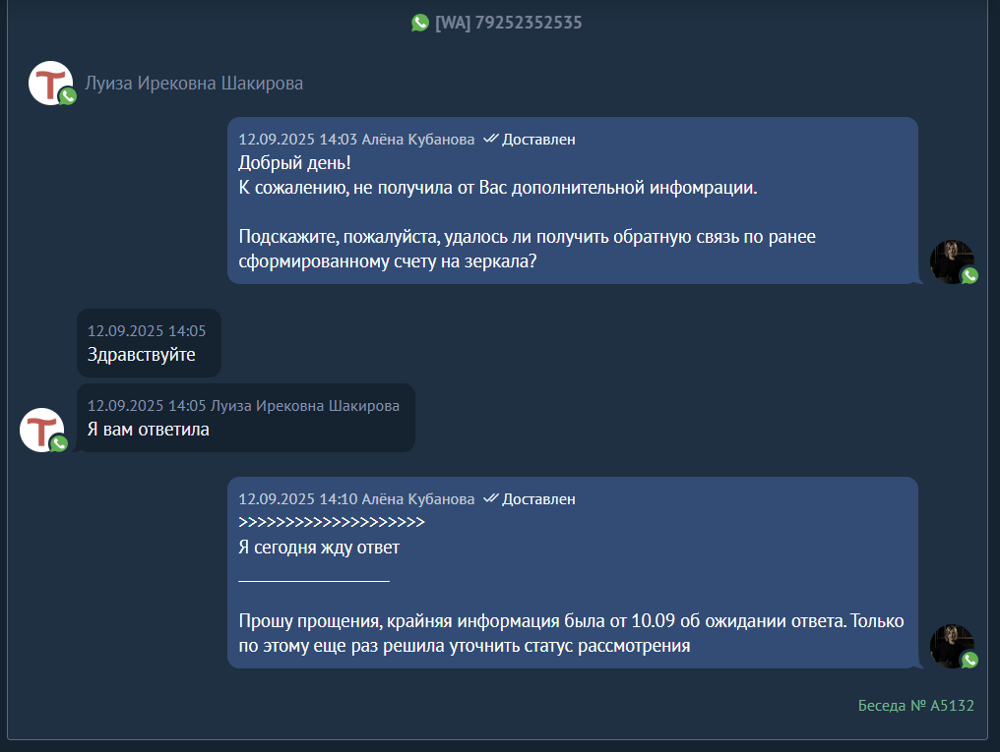 [WA] 79252352535
Т
Луиза Ирековна Шакирова
12.09.2025 14:03 Алёна Кубанова Доставлен
Добрый день!
К сожалению, не получила от Вас дополнительной инфомрации.
Подскажите, пожалуйста, удалось ли получить обратную связь по ранее
сформированному счету на зеркала?
12.09.2025 14:05
Здравствуйте
12.09.2025 14:05 Луиза Ирековна Шакирова
Я вам ответила
Т
12.09.2025 14:10 Алёна Кубанова Доставлен
>>>>>>>>>>>>>>>>>>>>
Я сегодня жду ответ
____________________
Прошу прощения, крайняя информация была от 10.09 об ожидании ответа. Только
по этому еще раз решила уточнить статус рассмотрения
Беседа № A5132